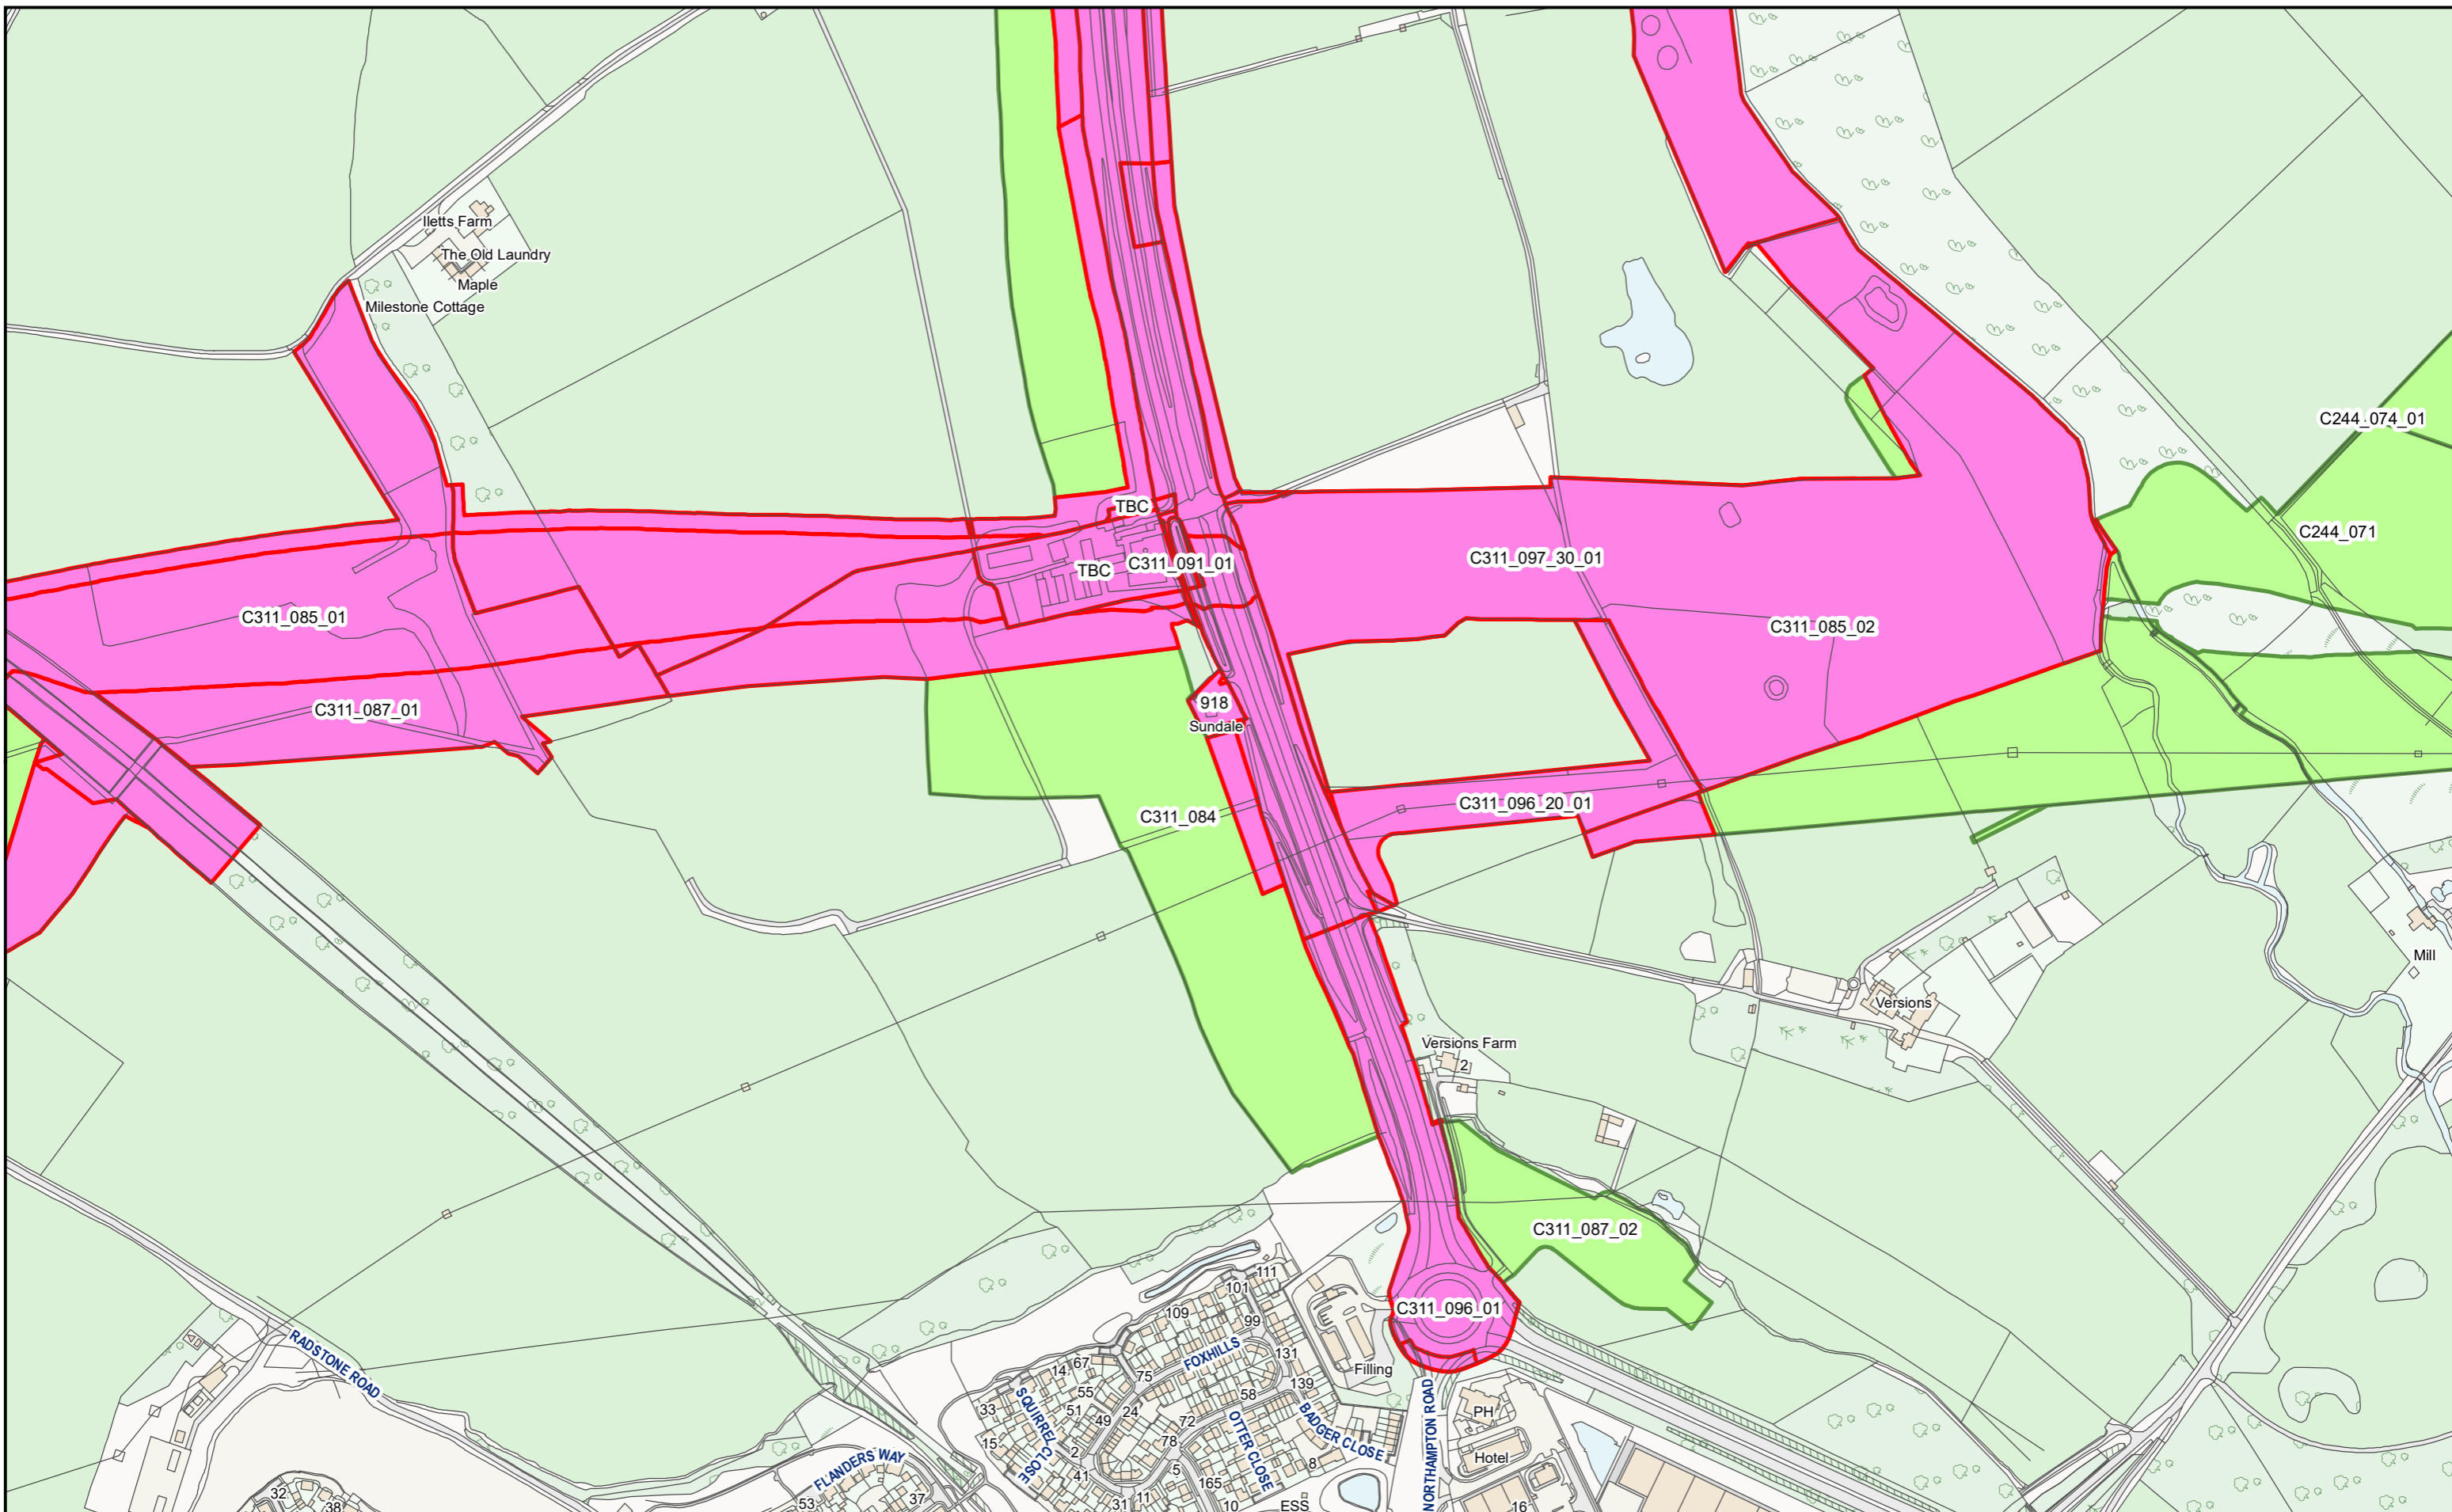 Iletts Farm
The Old Laundry
Maple
Milestone Cottage
C244_074_01
TBC
C244_071
C311_097_30_01
C311_091_01
TBC
C311_085_01
C311_085_02
C311_087_01
918
Sundale
C311_096_20_01
C311_084
Mill
Versions
Versions Farm
2
C311_087_02
111
101
C311_096_01
109
99
RADSTONE ROAD
FOXHILLS
131
67
14
Filling
75
139
55
58
33
SQUIRREL CLOSE
51
24
49
72
OTTER CLOSE
BADGER CLOSE
NORTHAMPTON ROAD
PH
15
78
2
Hotel
FLANDERS WAY
41
5
8
165
32
38
53
37
31
11
10
ESS
16